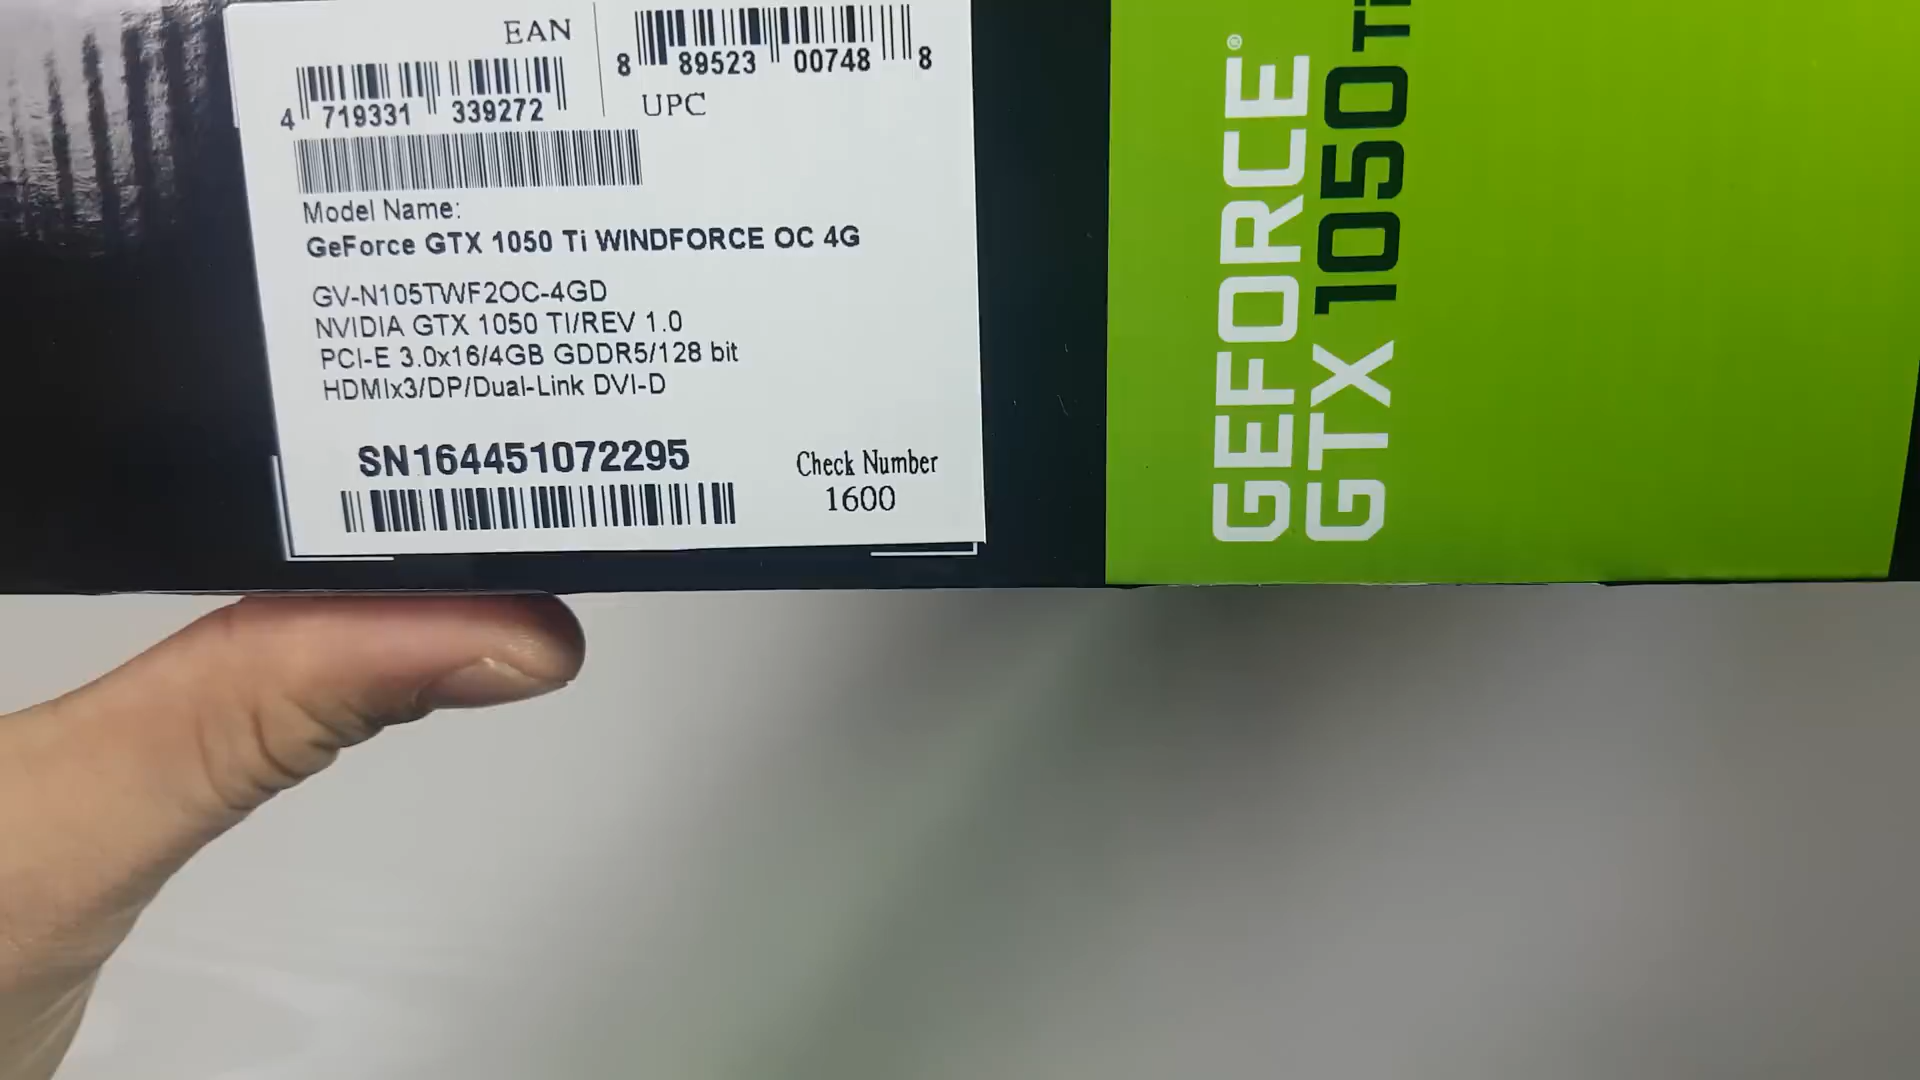 EAN
4 719331 339272
8 89523 00748 8
UPC
Model Name:
GeForce GTX 1050 Ti WINDFORCE OC 4G
GV-N105TWF2OC-4GD
NVIDIA GTX 1050 TI/REV 1.0
PCI-E 3.0x16/4GB GDDR5/128 bit
HDMIx3/DP/Dual-Link DVI-D
SN164451072295
Check Number
1600
GEFORCE®
GTX 1050 Ti